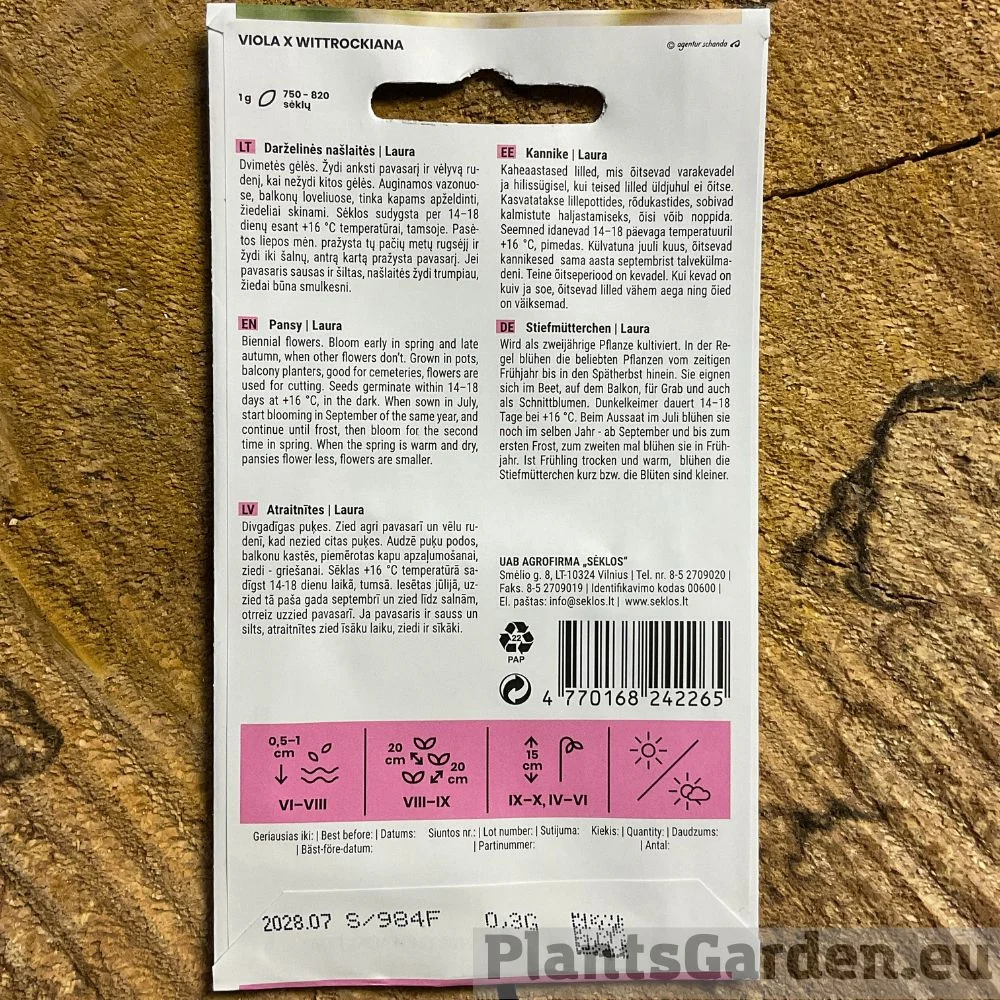 VIOLA X WITTROCKIANA
© agentur schanda
1 g 750 - 820
sėklų
LT Darželinės našlaitės | Laura
Dvimetės gėlės. Žydi anksti pavasarį ir vėlyvą ru-
denį, kai nežydi kitos gėlės. Auginamos vazonuo-
se, balkonų loveliuose, tinka kapams apželdinti,
žiedeliai skinami. Sėklos sudygsta per 14–18
dienų esant +16 °C temperatūrai, tamsoje. Pasė-
tos liepos mėn. pražysta tų pačių metų rugsėjį ir
žydi iki šalnų, antrą kartą pražysta pavasarį. Jei
pavasaris sausas ir šiltas, našlaitės žydi trumpiau,
žiedai būna smulkesni.
EE Kannike | Laura
Kaheaastased lilled, mis õitsevad varakevadel
ja hilissügisel, kui teised lilled üldjuhul ei õitse.
Kasvatatakse lillepottides, rõdukastides, sobivad
kalmistute haljastamiseks, õisi võib noppida.
Seemned idanevad 14–18 päevaga temperatuuril
+16 °C, pimedas. Külvatuna juuli kuus, õitsevad
kannikesed sama aasta septembrist talvekülma-
deni. Teine õitseperiood on kevadel. Kui kevad on
kuiv ja soe, õitsevad lilled vähem aega ning õied
on väiksemad.
EN Pansy | Laura
Biennial flowers. Bloom early in spring and late
autumn, when other flowers don't. Grown in pots,
balcony planters, good for cemeteries, flowers are
used for cutting. Seeds germinate within 14–18
days at +16 °C, in the dark. When sown in July,
start blooming in September of the same year, and
continue until frost, then bloom for the second
time in spring. When the spring is warm and dry,
pansies flower less, flowers are smaller.
DE Stiefmütterchen | Laura
Wird als zweijährige Pflanze kultiviert. In der Re-
gel blühen die beliebten Pflanzen vom zeitigen
Frühjahr bis in den Spätherbst hinein. Sie eignen
sich im Beet, auf dem Balkon, für Grab und auch
als Schnittblumen. Dunkelkeimer dauert 14–18
Tage bei +16 °C. Beim Aussaat im Juli blühen sie
noch im selben Jahr - ab September und bis zum
ersten Frost, zum zweiten mal blühen sie in Früh-
jahr. Ist Frühling trocken und warm, blühen die
Stiefmütterchen kurz bzw. die Blüten sind kleiner.
LV Atraitnītes | Laura
Divgadīgas puķes. Zied agri pavasarī un vēlu ru-
denī, kad nezied citas puķes. Audzē puķu podos,
balkonu kastēs, piemērotas kapu apzaļumošanai,
ziedi - griešanai. Sēklas +16 °C temperatūrā sa-
dīgst 14-18 dienu laikā, tumsā. Iesētas jūlijā, uz-
zied tā paša gada septembrī un zied līdz salnām,
otrreiz uzzied pavasarī. Ja pavasaris ir sauss un
silts, atraitnītes zied īsāku laiku, ziedi ir sīkāki.
UAB AGROFIRMA „SĖKLOS"
Smėlio g. 8, LT-10324 Vilnius | Tel. nr. 8-5 2709020 |
Faks. 8-5 2709019 | Identifikavimo kodas 00600 |
El. paštas: info@seklos.lt | www.seklos.lt
22
PAP
4 770168 242265
0,5–1
cm
VI–VIII
20
cm
20
cm
VIII–IX
15
cm
IX–X, IV–VI
Geriausias iki: | Best before: | Datums: Siuntos nr.: | Lot number: | Sutijuma: Kiekis: | Quantity: | Daudzums:
| Bäst-före-datum: | Partinummer: | Antal:
2028.07 S/984F 0.3G
PlantsGarden.eu